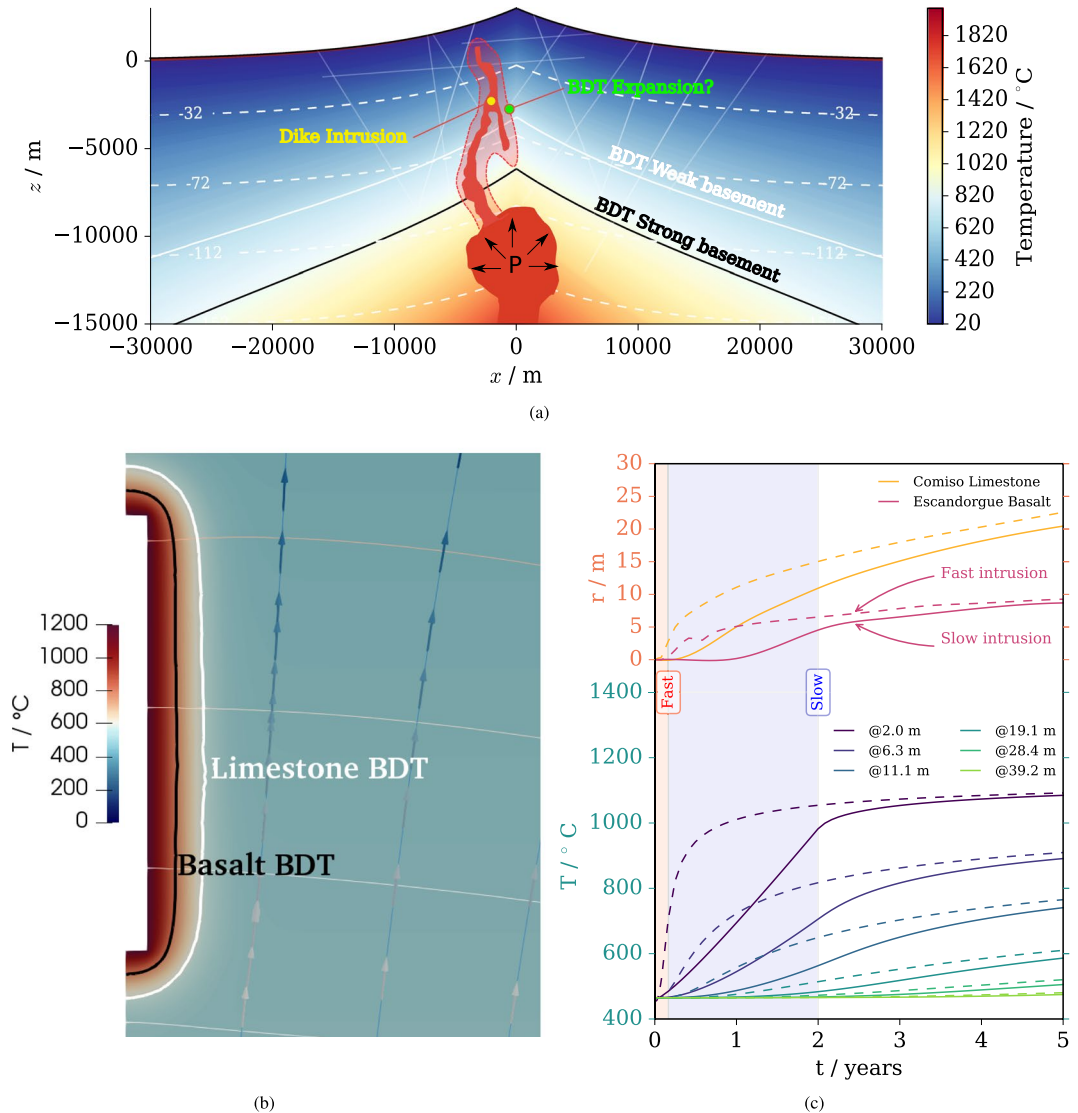 0
−5000
−10000
−15000
z / m
-32
-72
-112
-32
-72
-112
Dike Intrusion
BDT Expansion?
BDT Weak basement
BDT Strong basement
P
−30000
−20000
−10000
0
10000
20000
30000
x / m
1820
1620
1420
1220
1020
820
620
420
220
20
Temperature / °C
(a)
1200
1000
800
600
400
200
0
T / °C
Limestone BDT
Basalt BDT
(b)
30
25
20
15
10
5
0
r / m
Comiso Limestone
Escandorgue Basalt
Fast intrusion
Slow intrusion
Fast
Slow
1400
1200
1000
800
600
400
T / °C
@2.0 m
@6.3 m
@11.1 m
@19.1 m
@28.4 m
@39.2 m
0
1
2
3
4
5
t / years
(c)